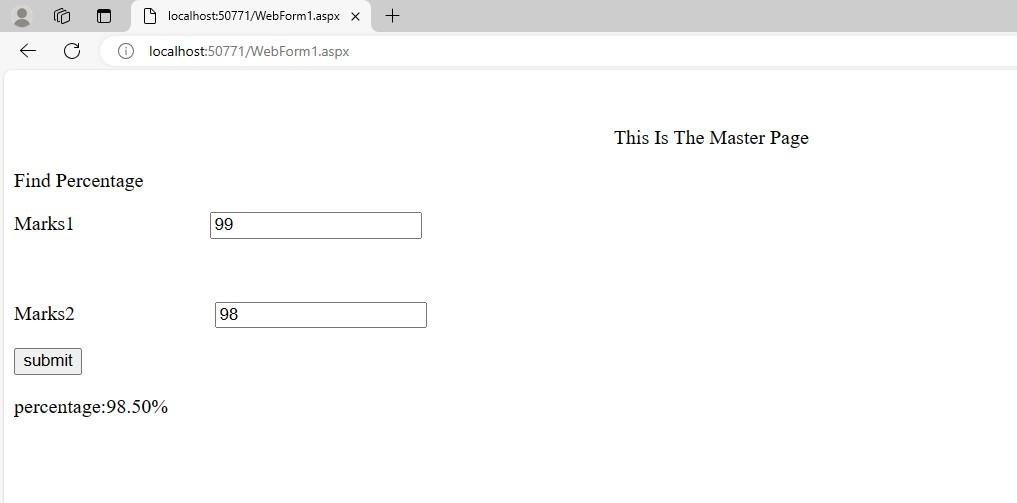 localhost:50771/WebForm1.aspx
localhost:50771/WebForm1.aspx
This Is The Master Page
Find Percentage
Marks1 99
Marks2 98
submit
percentage:98.50%